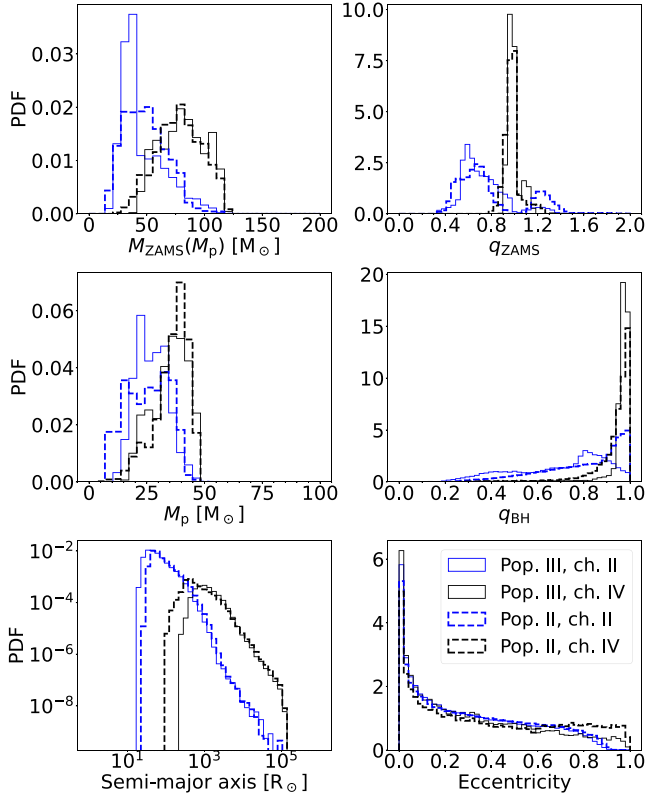 PDF
0.03
0.02
0.01
0.00
0 50 100 150 200
M_ZAMS(M_p) [M_⊙]
10.0
7.5
5.0
2.5
0.0
0.0 0.4 0.8 1.2 1.6 2.0
q_ZAMS
PDF
0.06
0.04
0.02
0.00
0 25 50 75 100
M_p [M_⊙]
20
15
10
5
0
0.0 0.2 0.4 0.6 0.8 1.0
q_BH
PDF
10^−2
10^−4
10^−6
10^−8
10^1 10^3 10^5
Semi-major axis [R_⊙]
6
4
2
0
0.0 0.2 0.4 0.6 0.8 1.0
Eccentricity
Pop. III, ch. II
Pop. III, ch. IV
Pop. II, ch. II
Pop. II, ch. IV